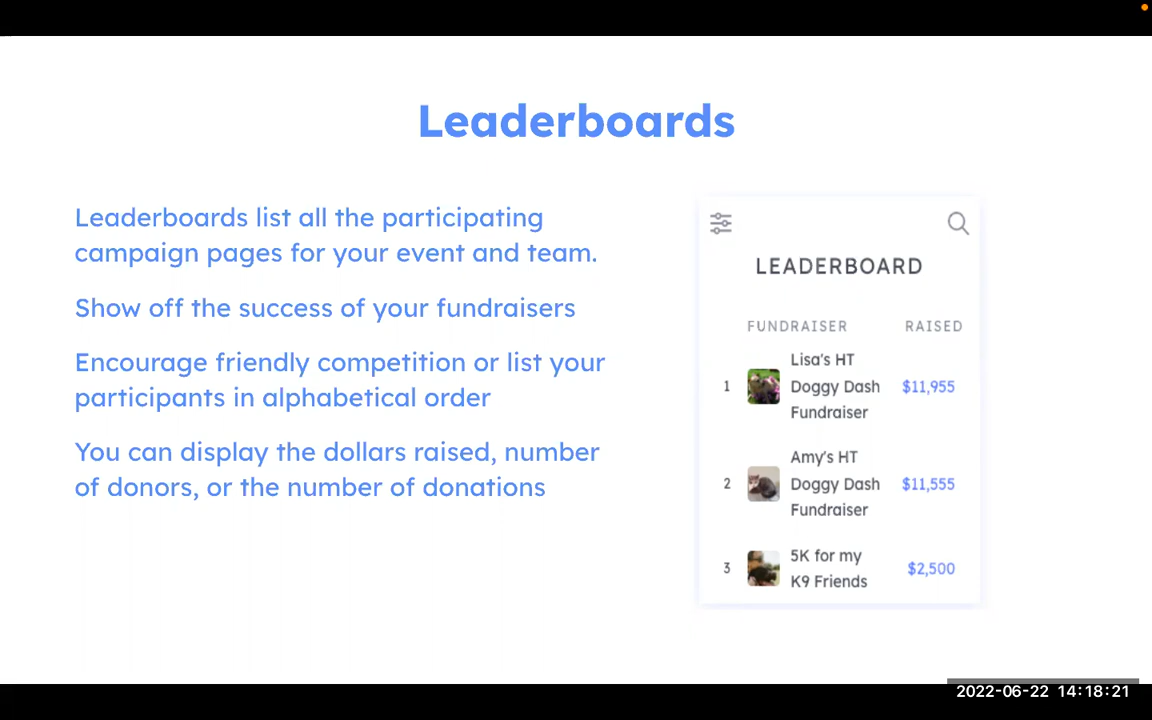 Leaderboards
Leaderboards list all the participating
campaign pages for your event and team.
Show off the success of your fundraisers
Encourage friendly competition or list your
participants in alphabetical order
You can display the dollars raised, number
of donors, or the number of donations
LEADERBOARD
FUNDRAISER RAISED
Lisa's HT
1 Doggy Dash $11,955
Fundraiser
Amy's HT
2 Doggy Dash $11,555
Fundraiser
5K for my
3 $2,500
K9 Friends
2022-06-22 14:18:21